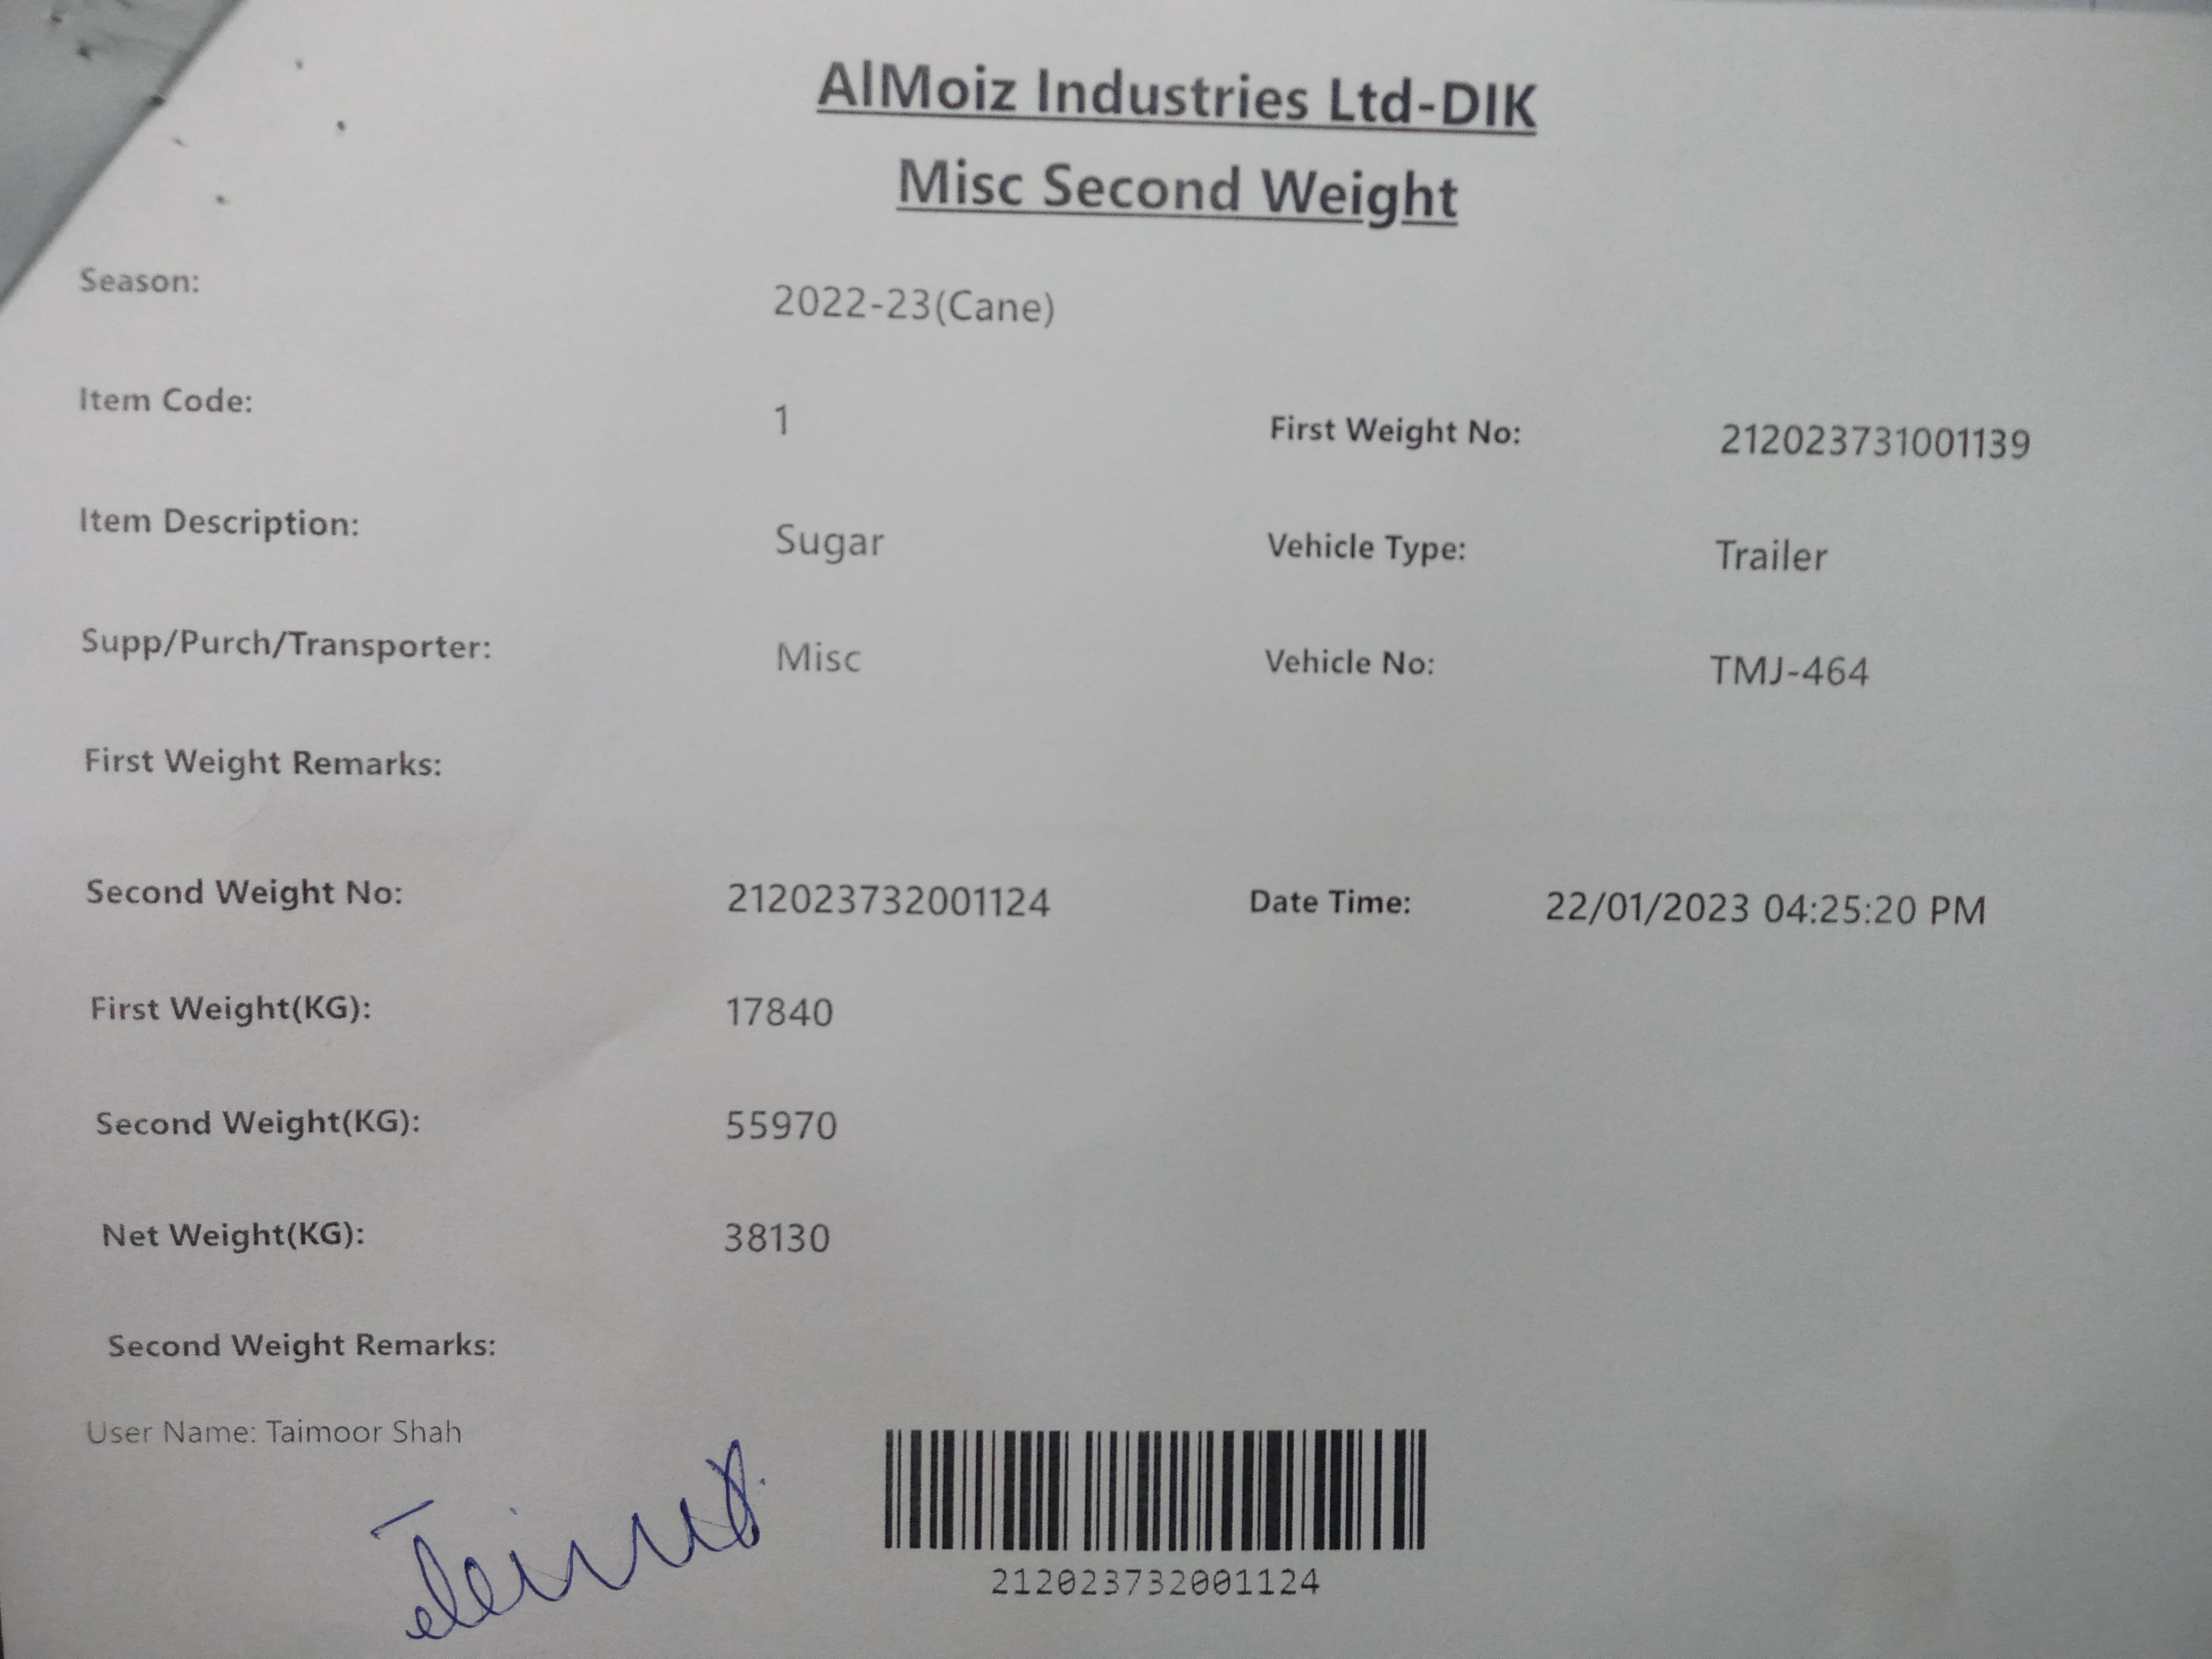 AlMoiz Industries Ltd-DIK
Misc Second Weight
Season: 2022-23(Cane)
Item Code: 1 First Weight No: 212023731001139
Item Description: Sugar Vehicle Type: Trailer
Supp/Purch/Transporter: Misc Vehicle No: TMJ-464
First Weight Remarks:
Second Weight No: 212023732001124 Date Time: 22/01/2023 04:25:20 PM
First Weight(KG): 17840
Second Weight(KG): 55970
Net Weight(KG): 38130
Second Weight Remarks:
User Name: Taimoor Shah
212023732001124